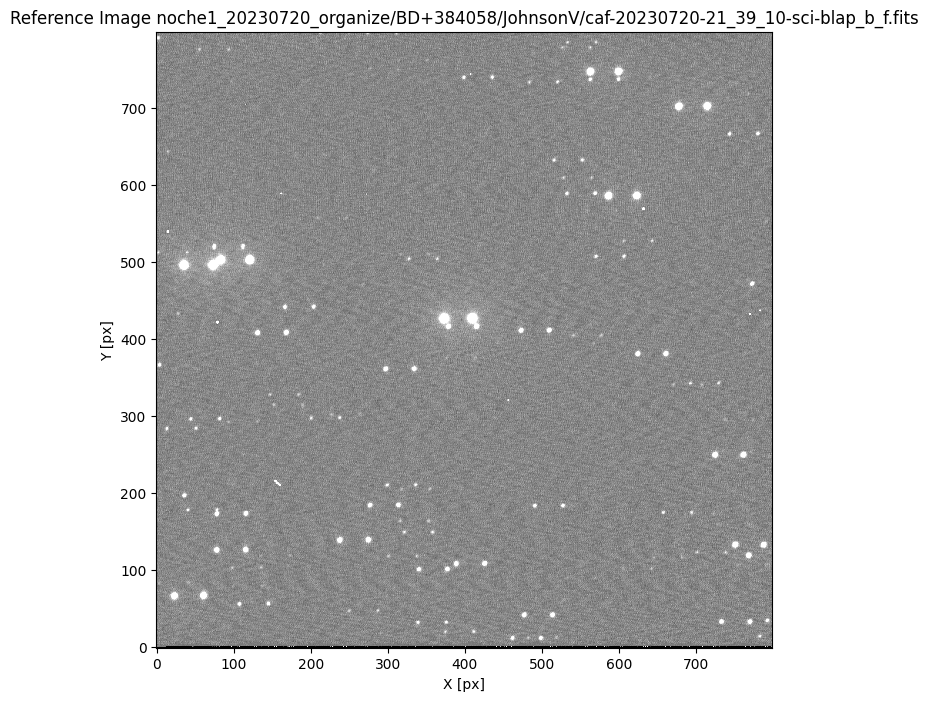 Reference Image noche1_20230720_organize/BD+384058/JohnsonV/caf-20230720-21_39_10-sci-blap_b_f.fits
700
600
500
400
300
200
100
0
Y [px]
0 100 200 300 400 500 600 700
X [px]